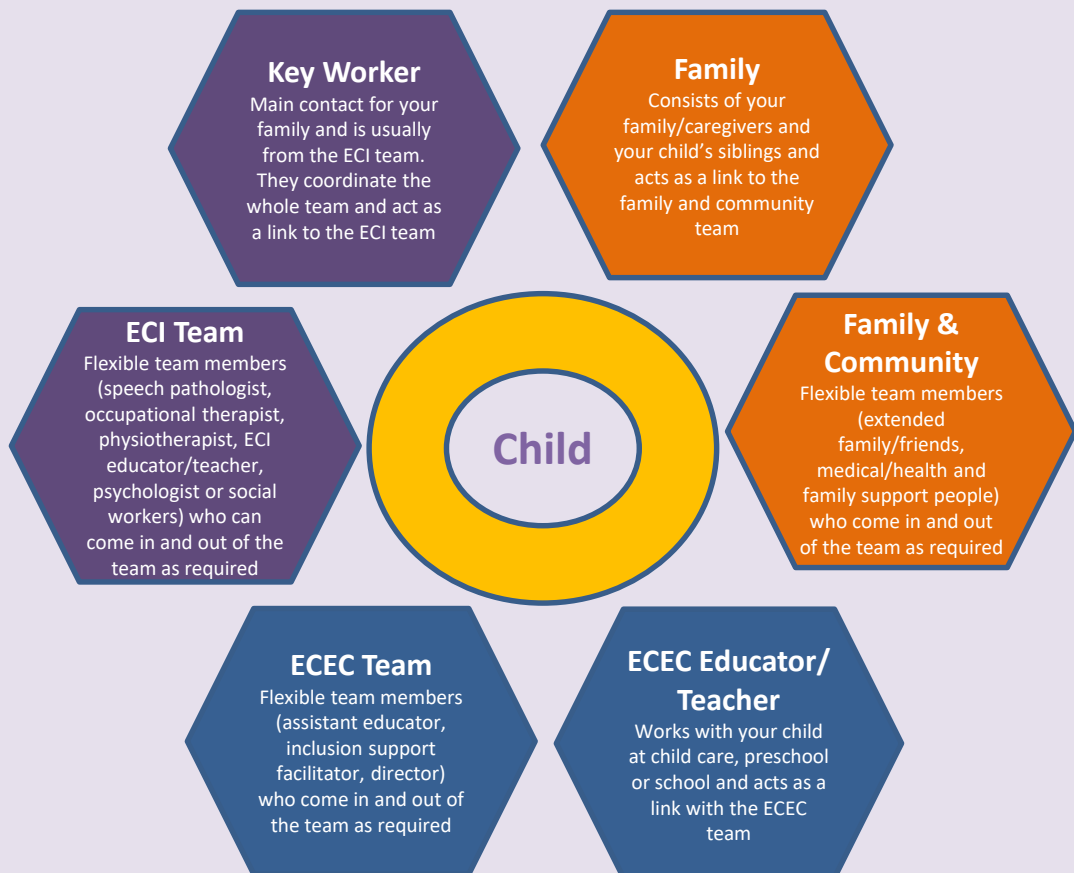 Key Worker
Main contact for your
family and is usually
from the ECI team.
They coordinate the
whole team and act as
a link to the ECI team
Family
Consists of your
family/caregivers and
your child’s siblings and
acts as a link to the
family and community
team
ECI Team
Flexible team members
(speech pathologist,
occupational therapist,
physiotherapist, ECI
educator/teacher,
psychologist or social
workers) who can
come in and out of the
team as required
Child
Family &
Community
Flexible team members
(extended
family/friends,
medical/health and
family support people)
who come in and out
of the team as required
ECEC Team
Flexible team members
(assistant educator,
inclusion support
facilitator, director)
who come in and out of
the team as required
ECEC Educator/
Teacher
Works with your child
at child care, preschool
or school and acts as a
link with the ECEC
team